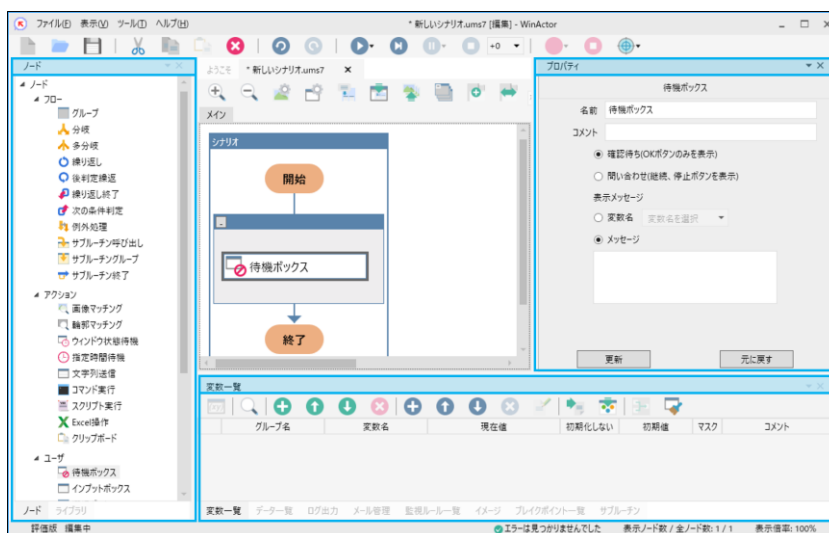 ファイル(F) 表示(V) ツール(T) ヘルプ(H)
* 新しいシナリオ.ums7 [編集] - WinActor
+0
ノード
ノード
フロー
グループ
分岐
多分岐
繰り返し
後判定繰返
繰り返し終了
次の条件判定
例外処理
サブルーチン呼び出し
サブルーチングループ
サブルーチン終了
アクション
画像マッチング
輪郭マッチング
ウィンドウ状態待機
指定時間待機
文字列送信
コマンド実行
スクリプト実行
Excel操作
クリップボード
ユーザ
待機ボックス
インプットボックス
ノード ライブラリ
ようこそ * 新しいシナリオ.ums7
メイン
シナリオ
開始
待機ボックス
終了
プロパティ
待機ボックス
名前 待機ボックス
コメント
確認待ち(OKボタンのみを表示)
問い合わせ(継続、停止ボタンを表示)
表示メッセージ
変数名 変数名を選択
メッセージ
更新 元に戻す
変数一覧
グループ名 変数名 現在値 初期化しない 初期値 マスク コメント
変数一覧 データ一覧 ログ出力 メール管理 監視ルール一覧 イメージ ブレイクポイント一覧 サブルーチン
評価版 編集中 エラーは見つかりませんでした 表示ノード数 / 全ノード数: 1 / 1 表示倍率: 100%